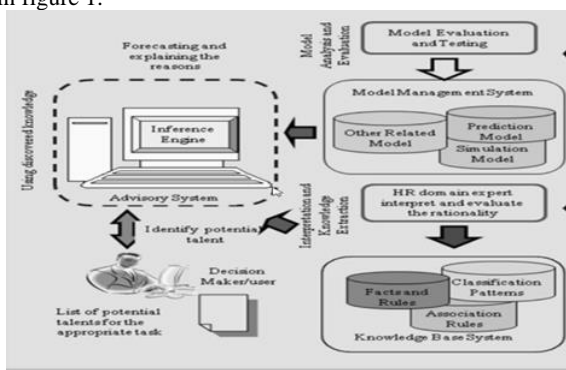 in figure 1.
Forecasting and
explaining the
reasons
Using discovered knowledge
Inference
Engine
Advisory System
Identify potential
talent
Decision
Maker/user
List of potential
talents for the
appropriate task
Model
Analysis and
Evaluation
Model Evaluation
and Testing
Model Management System
Other Related
Model
Prediction
Model
Simulation
Model
Interpretation and
Knowledge
Extraction
HR domain expert
interpret and evaluate
the rationality
Facts and
Rules
Classification
Patterns
Association
Rules
Knowledge Base System